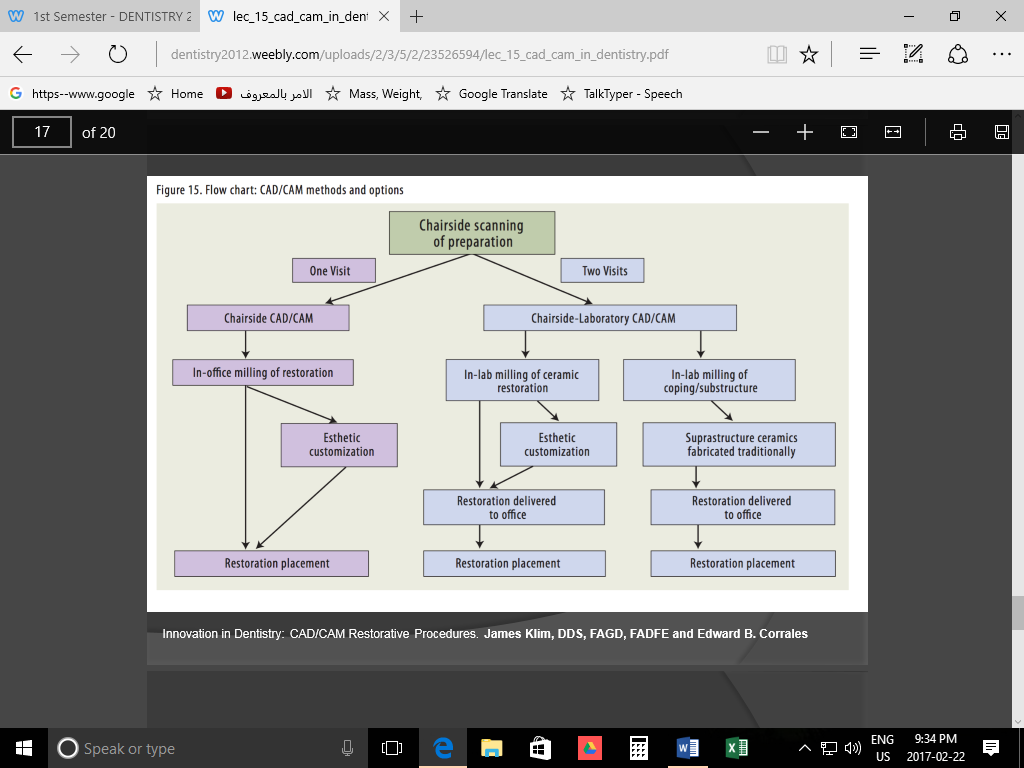 1st Semester - DENTISTRY 2
lec_15_cad_cam_in_dent
dentistry2012.weebly.com/uploads/2/3/5/2/23526594/lec_15_cad_cam_in_dentistry.pdf
https--www.google
Home
الامر بالمعروف
Mass, Weight,
Google Translate
TalkTyper - Speech
17 of 20
Figure 15. Flow chart: CAD/CAM methods and options
Chairside scanning
of preparation
One Visit
Two Visits
Chairside CAD/CAM
Chairside-Laboratory CAD/CAM
In-office milling of restoration
In-lab milling of ceramic
restoration
In-lab milling of
coping/substructure
Esthetic
customization
Esthetic
customization
Suprastructure ceramics
fabricated traditionally
Restoration delivered
to office
Restoration delivered
to office
Restoration placement
Restoration placement
Restoration placement
Innovation in Dentistry: CAD/CAM Restorative Procedures. James Klim, DDS, FAGD, FADFE and Edward B. Corrales
Speak or type
ENG
US
9:34 PM
2017-02-22